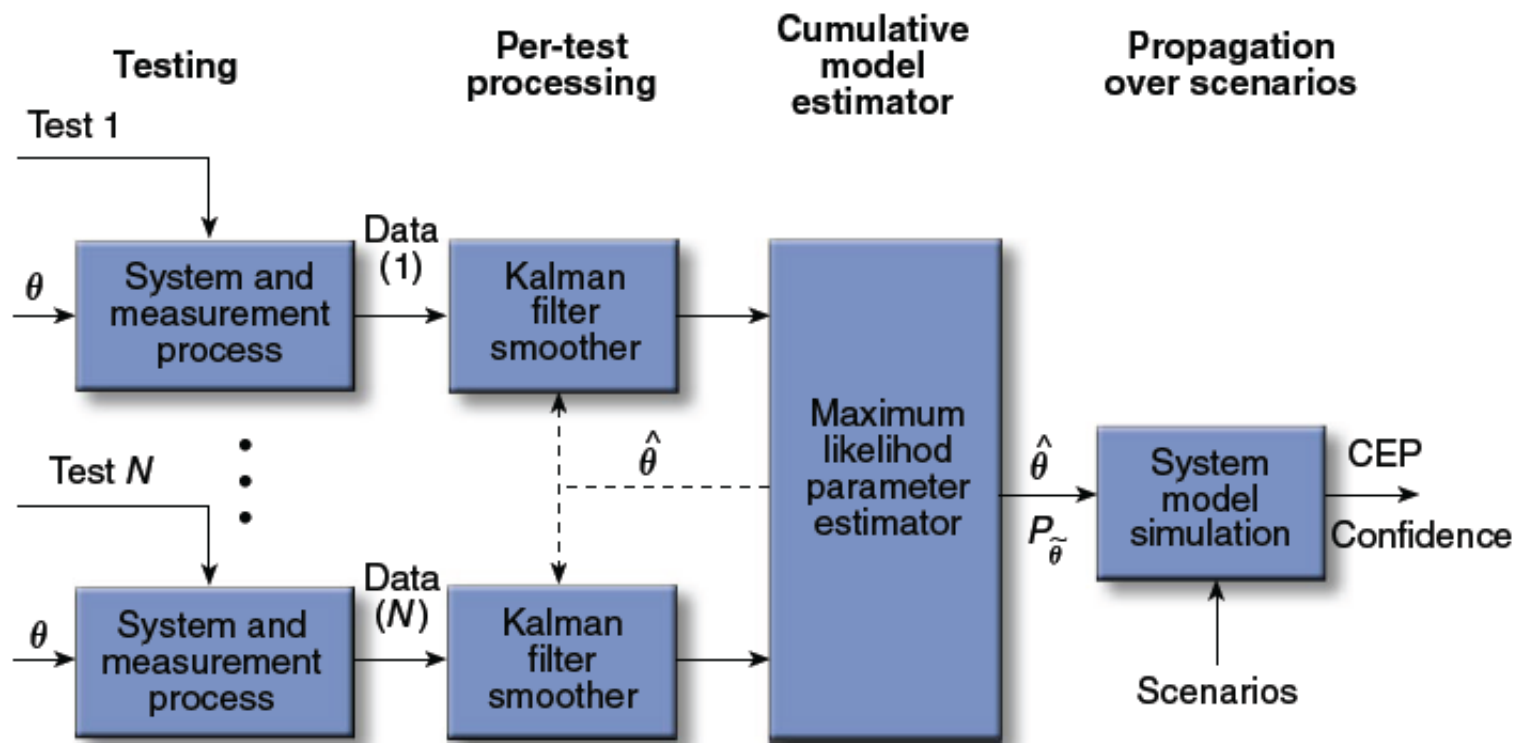 Testing
Per-test
processing
Cumulative
model
estimator
Propagation
over scenarios
Test 1
θ
System and
measurement
process
Data
(1)
Kalman
filter
smoother
Test N
θ
System and
measurement
process
Data
(N)
Kalman
filter
smoother
θ̂
Maximum
likelihod
parameter
estimator
θ̂
P_θ̃
System
model
simulation
CEP
Confidence
Scenarios